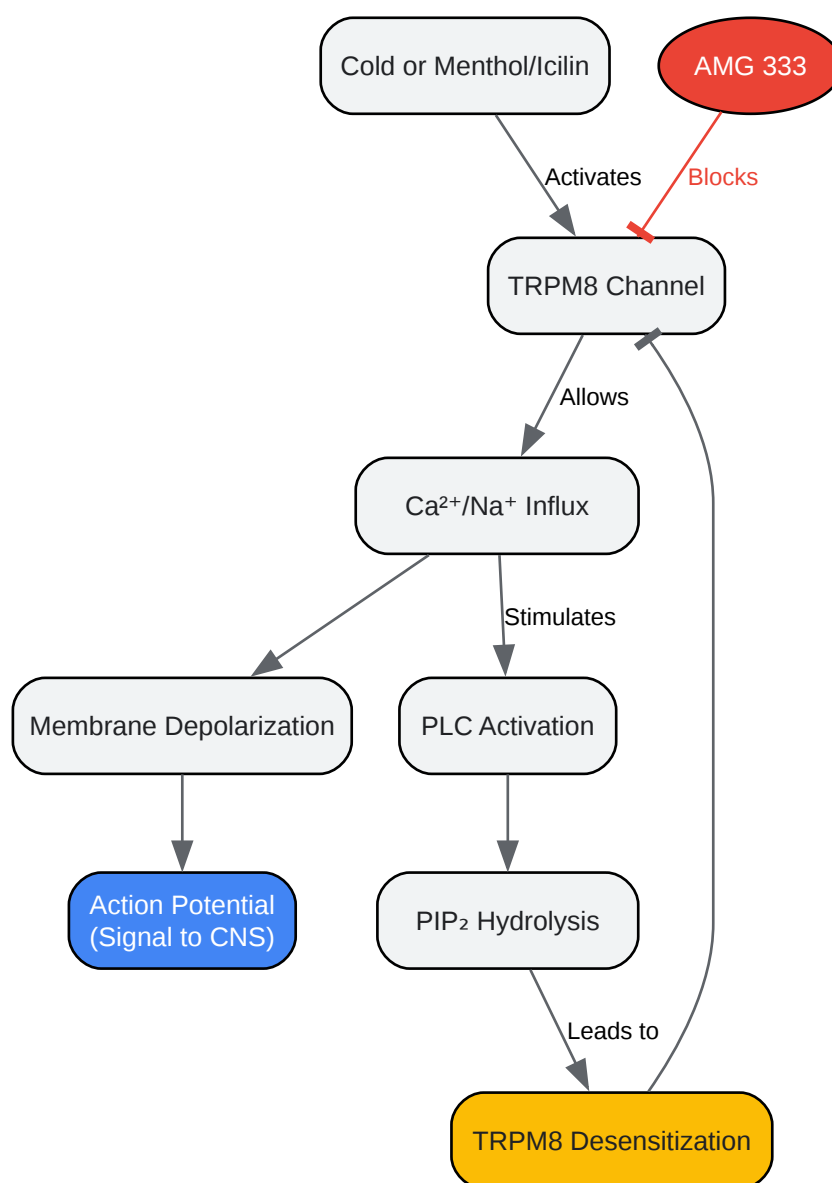 Cold or Menthol/Icilin
AMG 333
Activates
Blocks
TRPM8 Channel
Allows
Ca²⁺/Na⁺ Influx
Stimulates
Membrane Depolarization
PLC Activation
Action Potential
(Signal to CNS)
PIP₂ Hydrolysis
Leads to
TRPM8 Desensitization